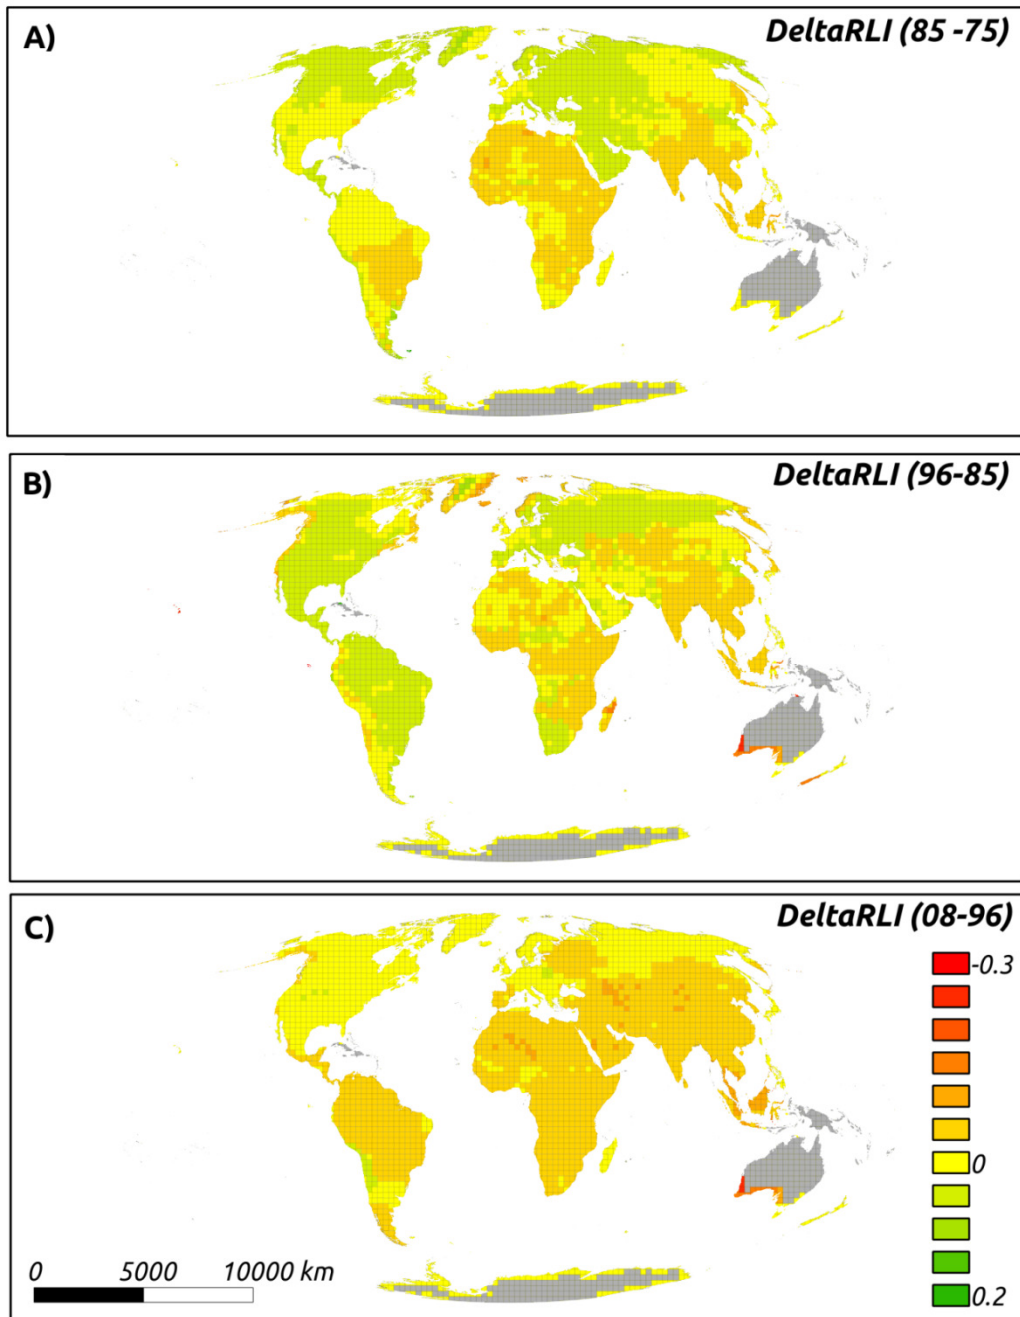 A)
DeltaRLI (85 -75)
B)
DeltaRLI (96-85)
C)
DeltaRLI (08-96)
-0.3
0
0.2
0 5000 10000 km